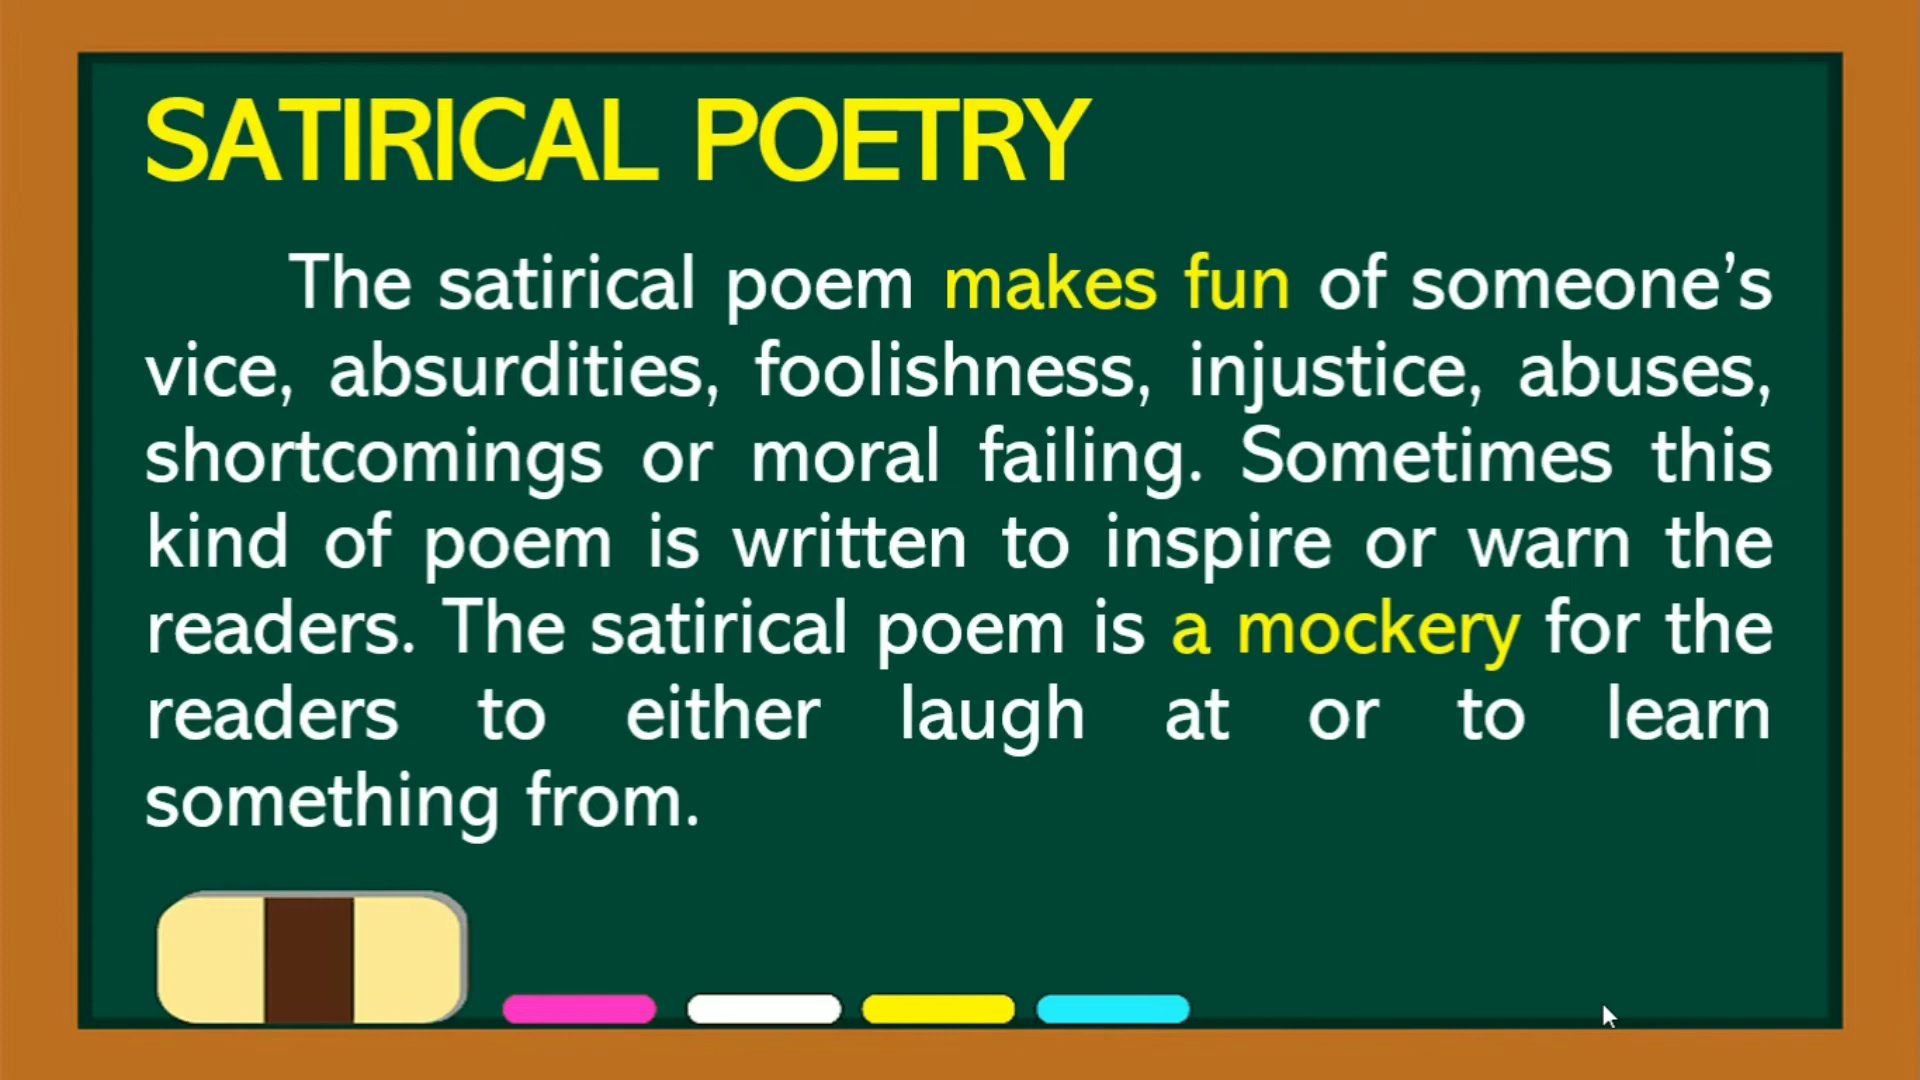 SATIRICAL POETRY
The satirical poem makes fun of someone’s
vice, absurdities, foolishness, injustice, abuses,
shortcomings or moral failing. Sometimes this
kind of poem is written to inspire or warn the
readers. The satirical poem is a mockery for the
readers to either laugh at or to learn
something from.